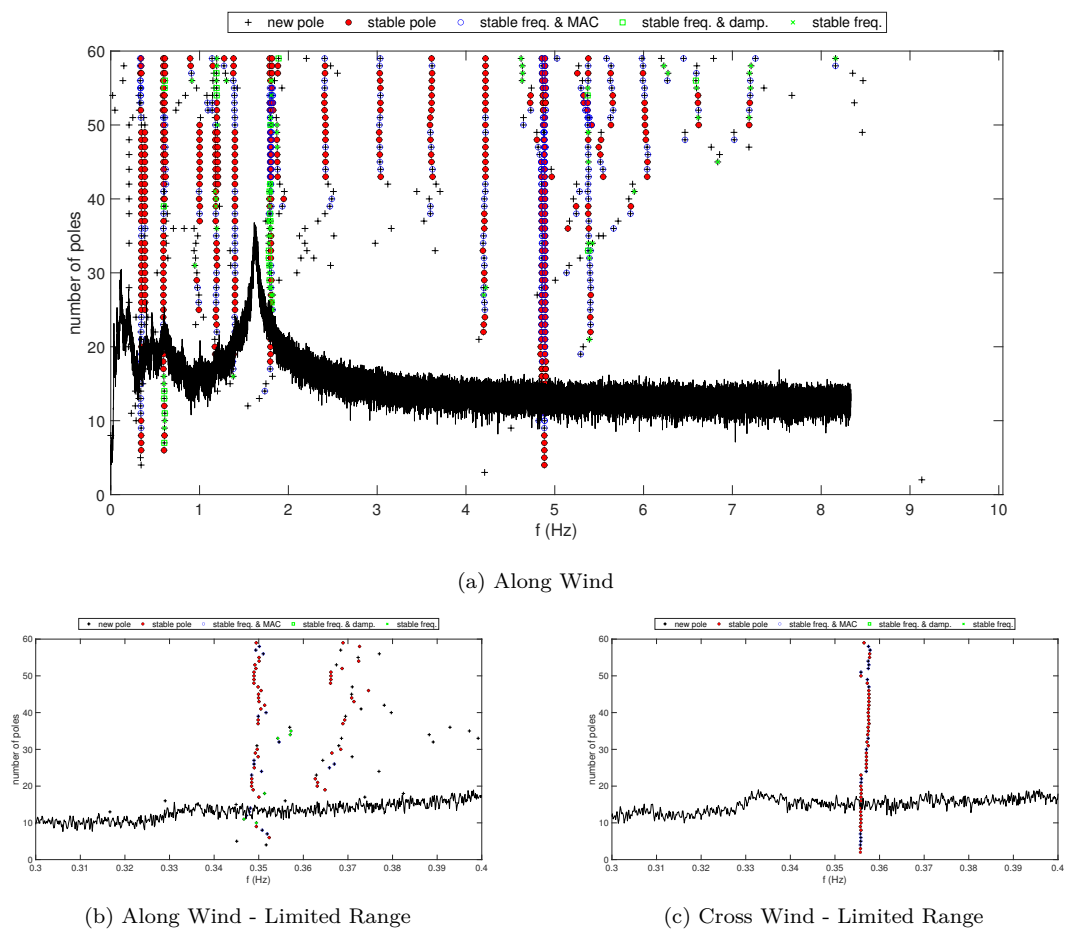 new pole stable pole stable freq. & MAC stable freq. & damp. stable freq.
60
50
40
30
20
10
0
number of poles
0 1 2 3 4 5 6 7 8 9 10
f (Hz)
(a) Along Wind
new pole stable pole stable freq. & MAC stable freq. & damp. stable freq.
60
50
40
30
20
10
0
number of poles
0.3 0.31 0.32 0.33 0.34 0.35 0.36 0.37 0.38 0.39 0.4
f (Hz)
(b) Along Wind - Limited Range
new pole stable pole stable freq. & MAC stable freq. & damp. stable freq.
60
50
40
30
20
10
0
number of poles
0.3 0.31 0.32 0.33 0.34 0.35 0.36 0.37 0.38 0.39 0.4
f (Hz)
(c) Cross Wind - Limited Range